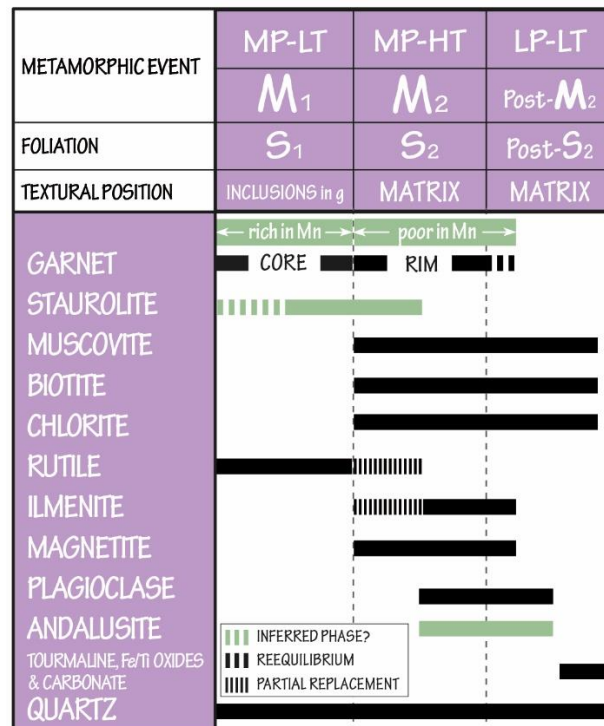 METAMORPHIC EVENT
MP-LT MP-HT LP-LT
M1 M2 Post-M2
FOLIATION S1 S2 Post-S2
TEXTURAL POSITION INCLUSIONS in g MATRIX MATRIX
rich in Mn poor in Mn
GARNET CORE RIM
STAUROLITE
MUSCOVITE
BIOTITE
CHLORITE
RUTILE
ILMENITE
MAGNETITE
PLAGIOCLASE
ANDALUSITE
TOURMALINE, Fe/Ti OXIDES
& CARBONATE
QUARTZ
INFERRED PHASE?
REEQUILIBRIUM
PARTIAL REPLACEMENT